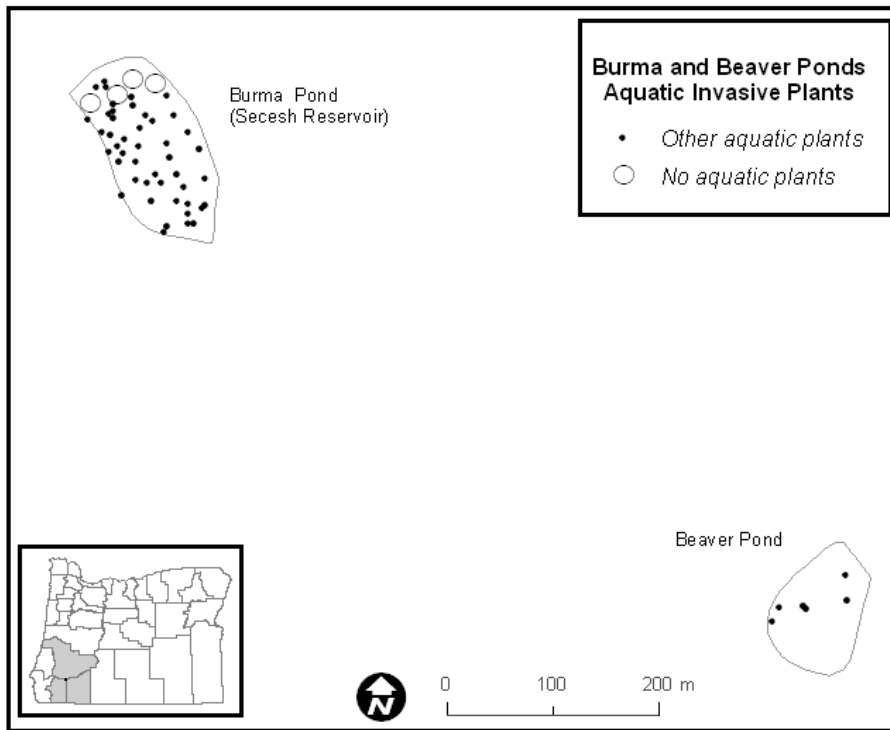 Burma and Beaver Ponds
Aquatic Invasive Plants
Other aquatic plants
No aquatic plants
Burma Pond
(Secesh Reservoir)
Beaver Pond
N
0 100 200 m